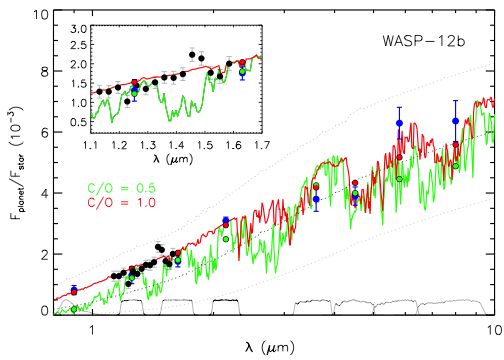 WASP-12b
F_planet/F_star (10^-3)
10
8
6
4
2
0
1
10
λ (μm)
C/O = 0.5
C/O = 1.0
3.0
2.5
2.0
1.5
1.0
0.5
1.1 1.2 1.3 1.4 1.5 1.6 1.7
λ (μm)